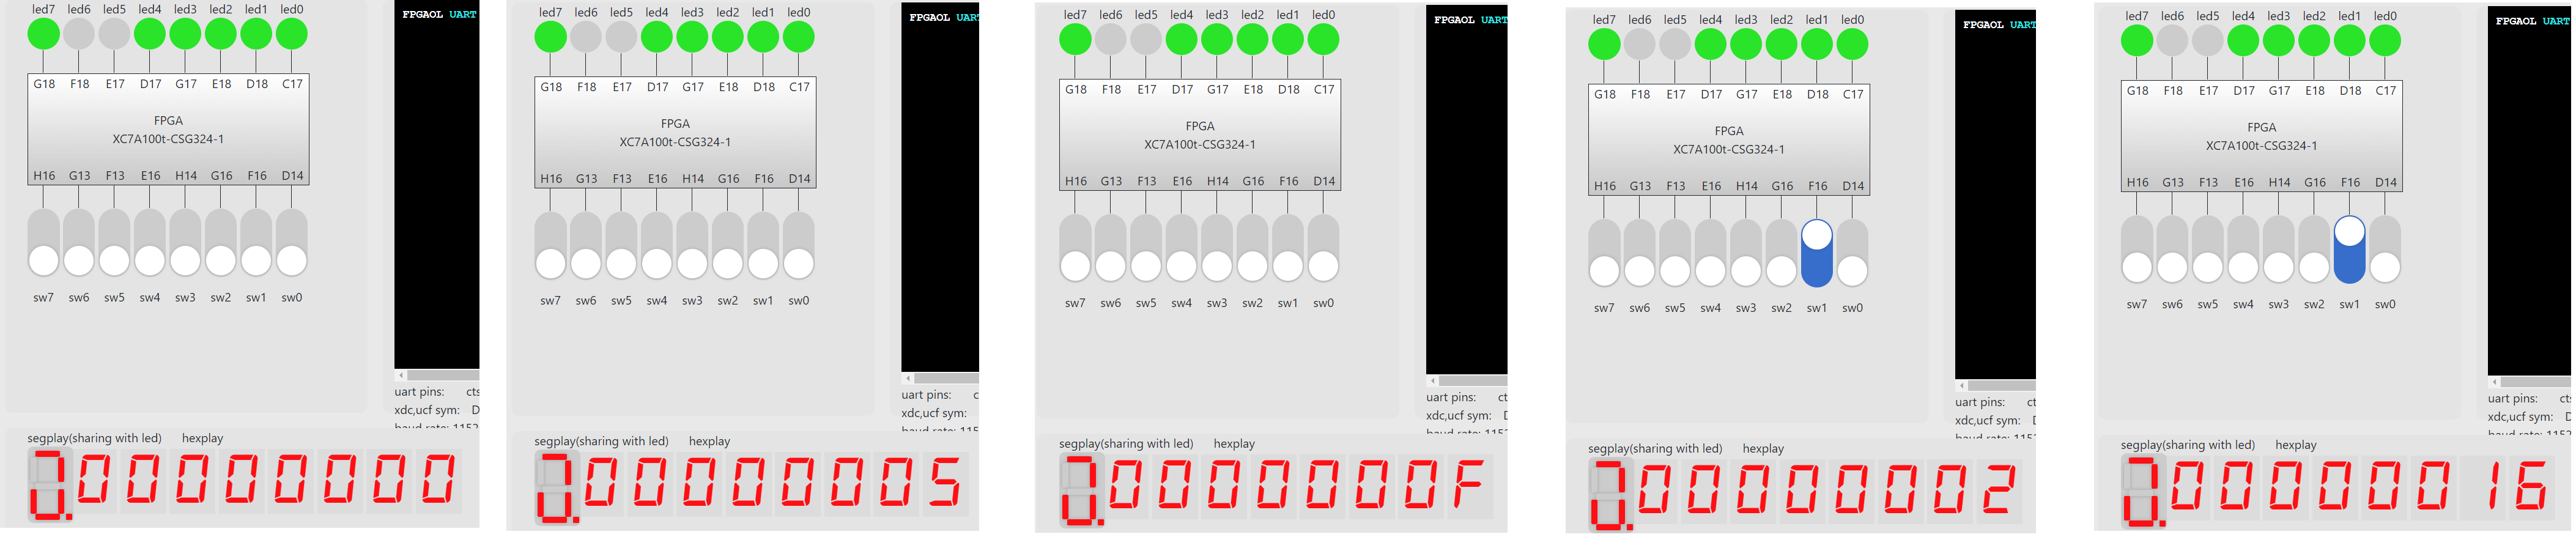 led7 led6 led5 led4 led3 led2 led1 led0
FPGAOL UART
G18 F18 E17 D17 G17 E18 D18 C17
FPGA
XC7A100t-CSG324-1
H16 G13 F13 E16 H14 G16 F16 D14
sw7 sw6 sw5 sw4 sw3 sw2 sw1 sw0
uart pins: cts
xdc,ucf sym: D
baud rate: 1152
segplay(sharing with led) hexplay
00000000
led7 led6 led5 led4 led3 led2 led1 led0
FPGAOL UAR
G18 F18 E17 D17 G17 E18 D18 C17
FPGA
XC7A100t-CSG324-1
H16 G13 F13 E16 H14 G16 F16 D14
sw7 sw6 sw5 sw4 sw3 sw2 sw1 sw0
uart pins: c
xdc,ucf sym:
baud rate: 115
segplay(sharing with led) hexplay
00000005
led7 led6 led5 led4 led3 led2 led1 led0
FPGAOL UART
G18 F18 E17 D17 G17 E18 D18 C17
FPGA
XC7A100t-CSG324-1
H16 G13 F13 E16 H14 G16 F16 D14
sw7 sw6 sw5 sw4 sw3 sw2 sw1 sw0
uart pins: ct
xdc,ucf sym: D
baud rate: 1152
segplay(sharing with led) hexplay
0000000F
led7 led6 led5 led4 led3 led2 led1 led0
FPGAOL UART
G18 F18 E17 D17 G17 E18 D18 C17
FPGA
XC7A100t-CSG324-1
H16 G13 F13 E16 H14 G16 F16 D14
sw7 sw6 sw5 sw4 sw3 sw2 sw1 sw0
uart pins: ct
xdc,ucf sym: D
baud rate: 1152
segplay(sharing with led) hexplay
00000002
led7 led6 led5 led4 led3 led2 led1 led0
FPGAOL UART
G18 F18 E17 D17 G17 E18 D18 C17
FPGA
XC7A100t-CSG324-1
H16 G13 F13 E16 H14 G16 F16 D14
sw7 sw6 sw5 sw4 sw3 sw2 sw1 sw0
uart pins: cts
xdc,ucf sym: D
baud rate: 1152
segplay(sharing with led) hexplay
00000016